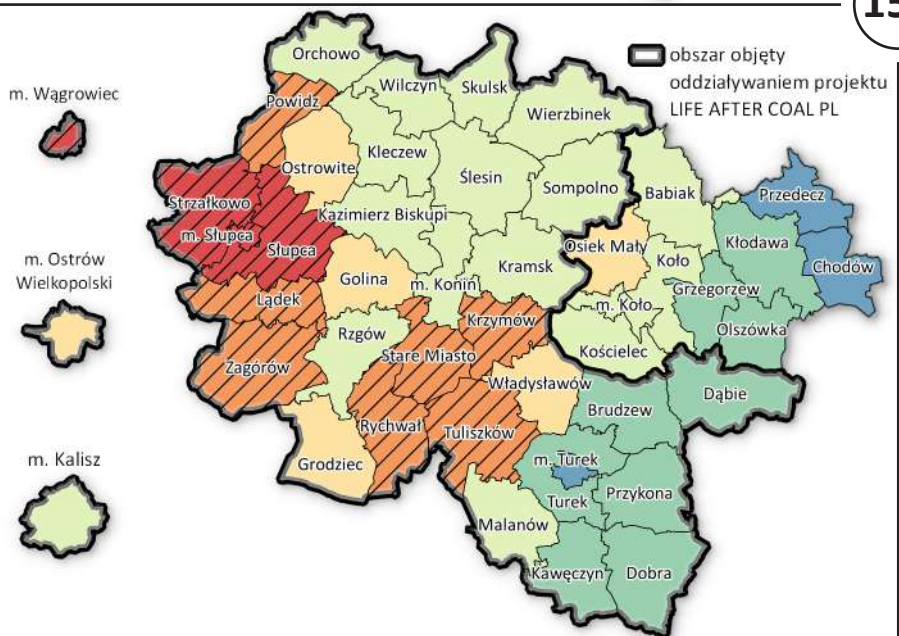 15
obszar objęty
oddziaływaniem projektu
LIFE AFTER COAL PL
m. Wągrowiec
m. Ostrów
Wielkopolski
m. Kalisz
Orchowo
Wilczyn
Skulsk
Powidz
Wierzbinek
Kleczew
Ostrowite
Ślesin
Sompolno
Babiak
Przedecz
Strzałkowo
Kazimierz Biskupi
m. Słupca
Słupca
Osiek Mały
Kłodawa
Koło
Chodów
Golina
m. Konin
Kramsk
Grzegorzew
Lądek
m. Koło
Krzymów
Olszówka
Rzgów
Stare Miasto
Kościelec
Zagórów
Władysławów
Dąbie
Brudzew
Rychwał
Tuliszków
Grodziec
m. Turek
Przykona
Turek
Malanów
Kawęczyn
Dobra